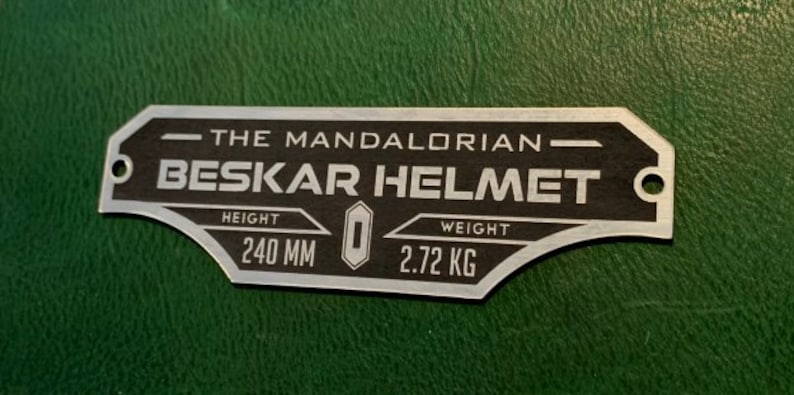 THE MANDALORIAN
BESKAR HELMET
HEIGHT WEIGHT
240 MM 2.72 KG